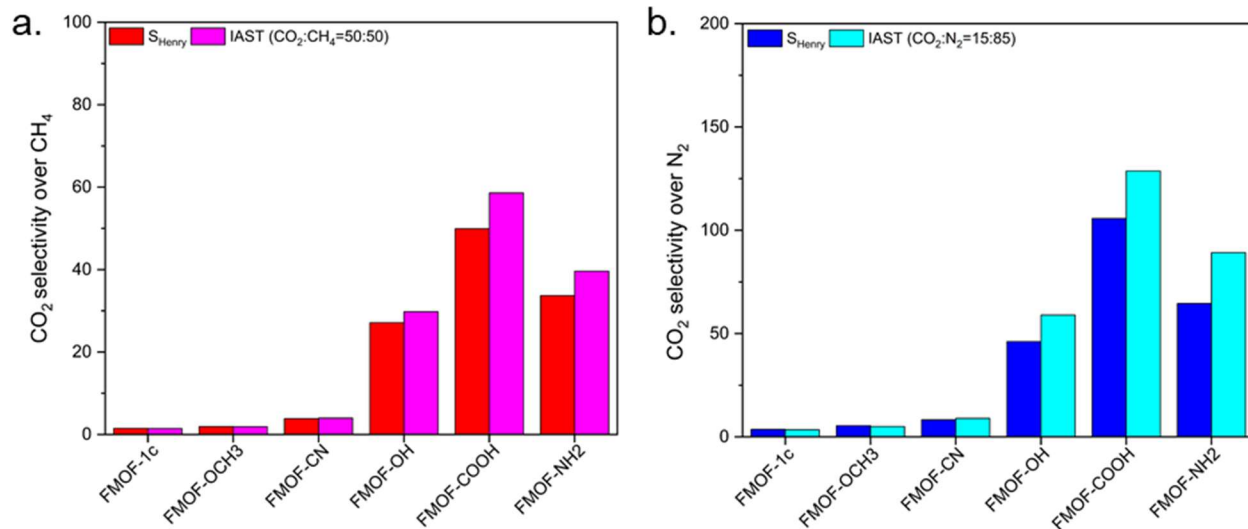 a.
S_Henry IAST (CO₂:CH₄=50:50)
CO₂ selectivity over CH₄
100
80
60
40
20
0
FMOF-1c
FMOF-OCH3
FMOF-CN
FMOF-OH
FMOF-COOH
FMOF-NH2
b.
S_Henry IAST (CO₂:N₂=15:85)
CO₂ selectivity over N₂
200
150
100
50
0
FMOF-1c
FMOF-OCH3
FMOF-CN
FMOF-OH
FMOF-COOH
FMOF-NH2